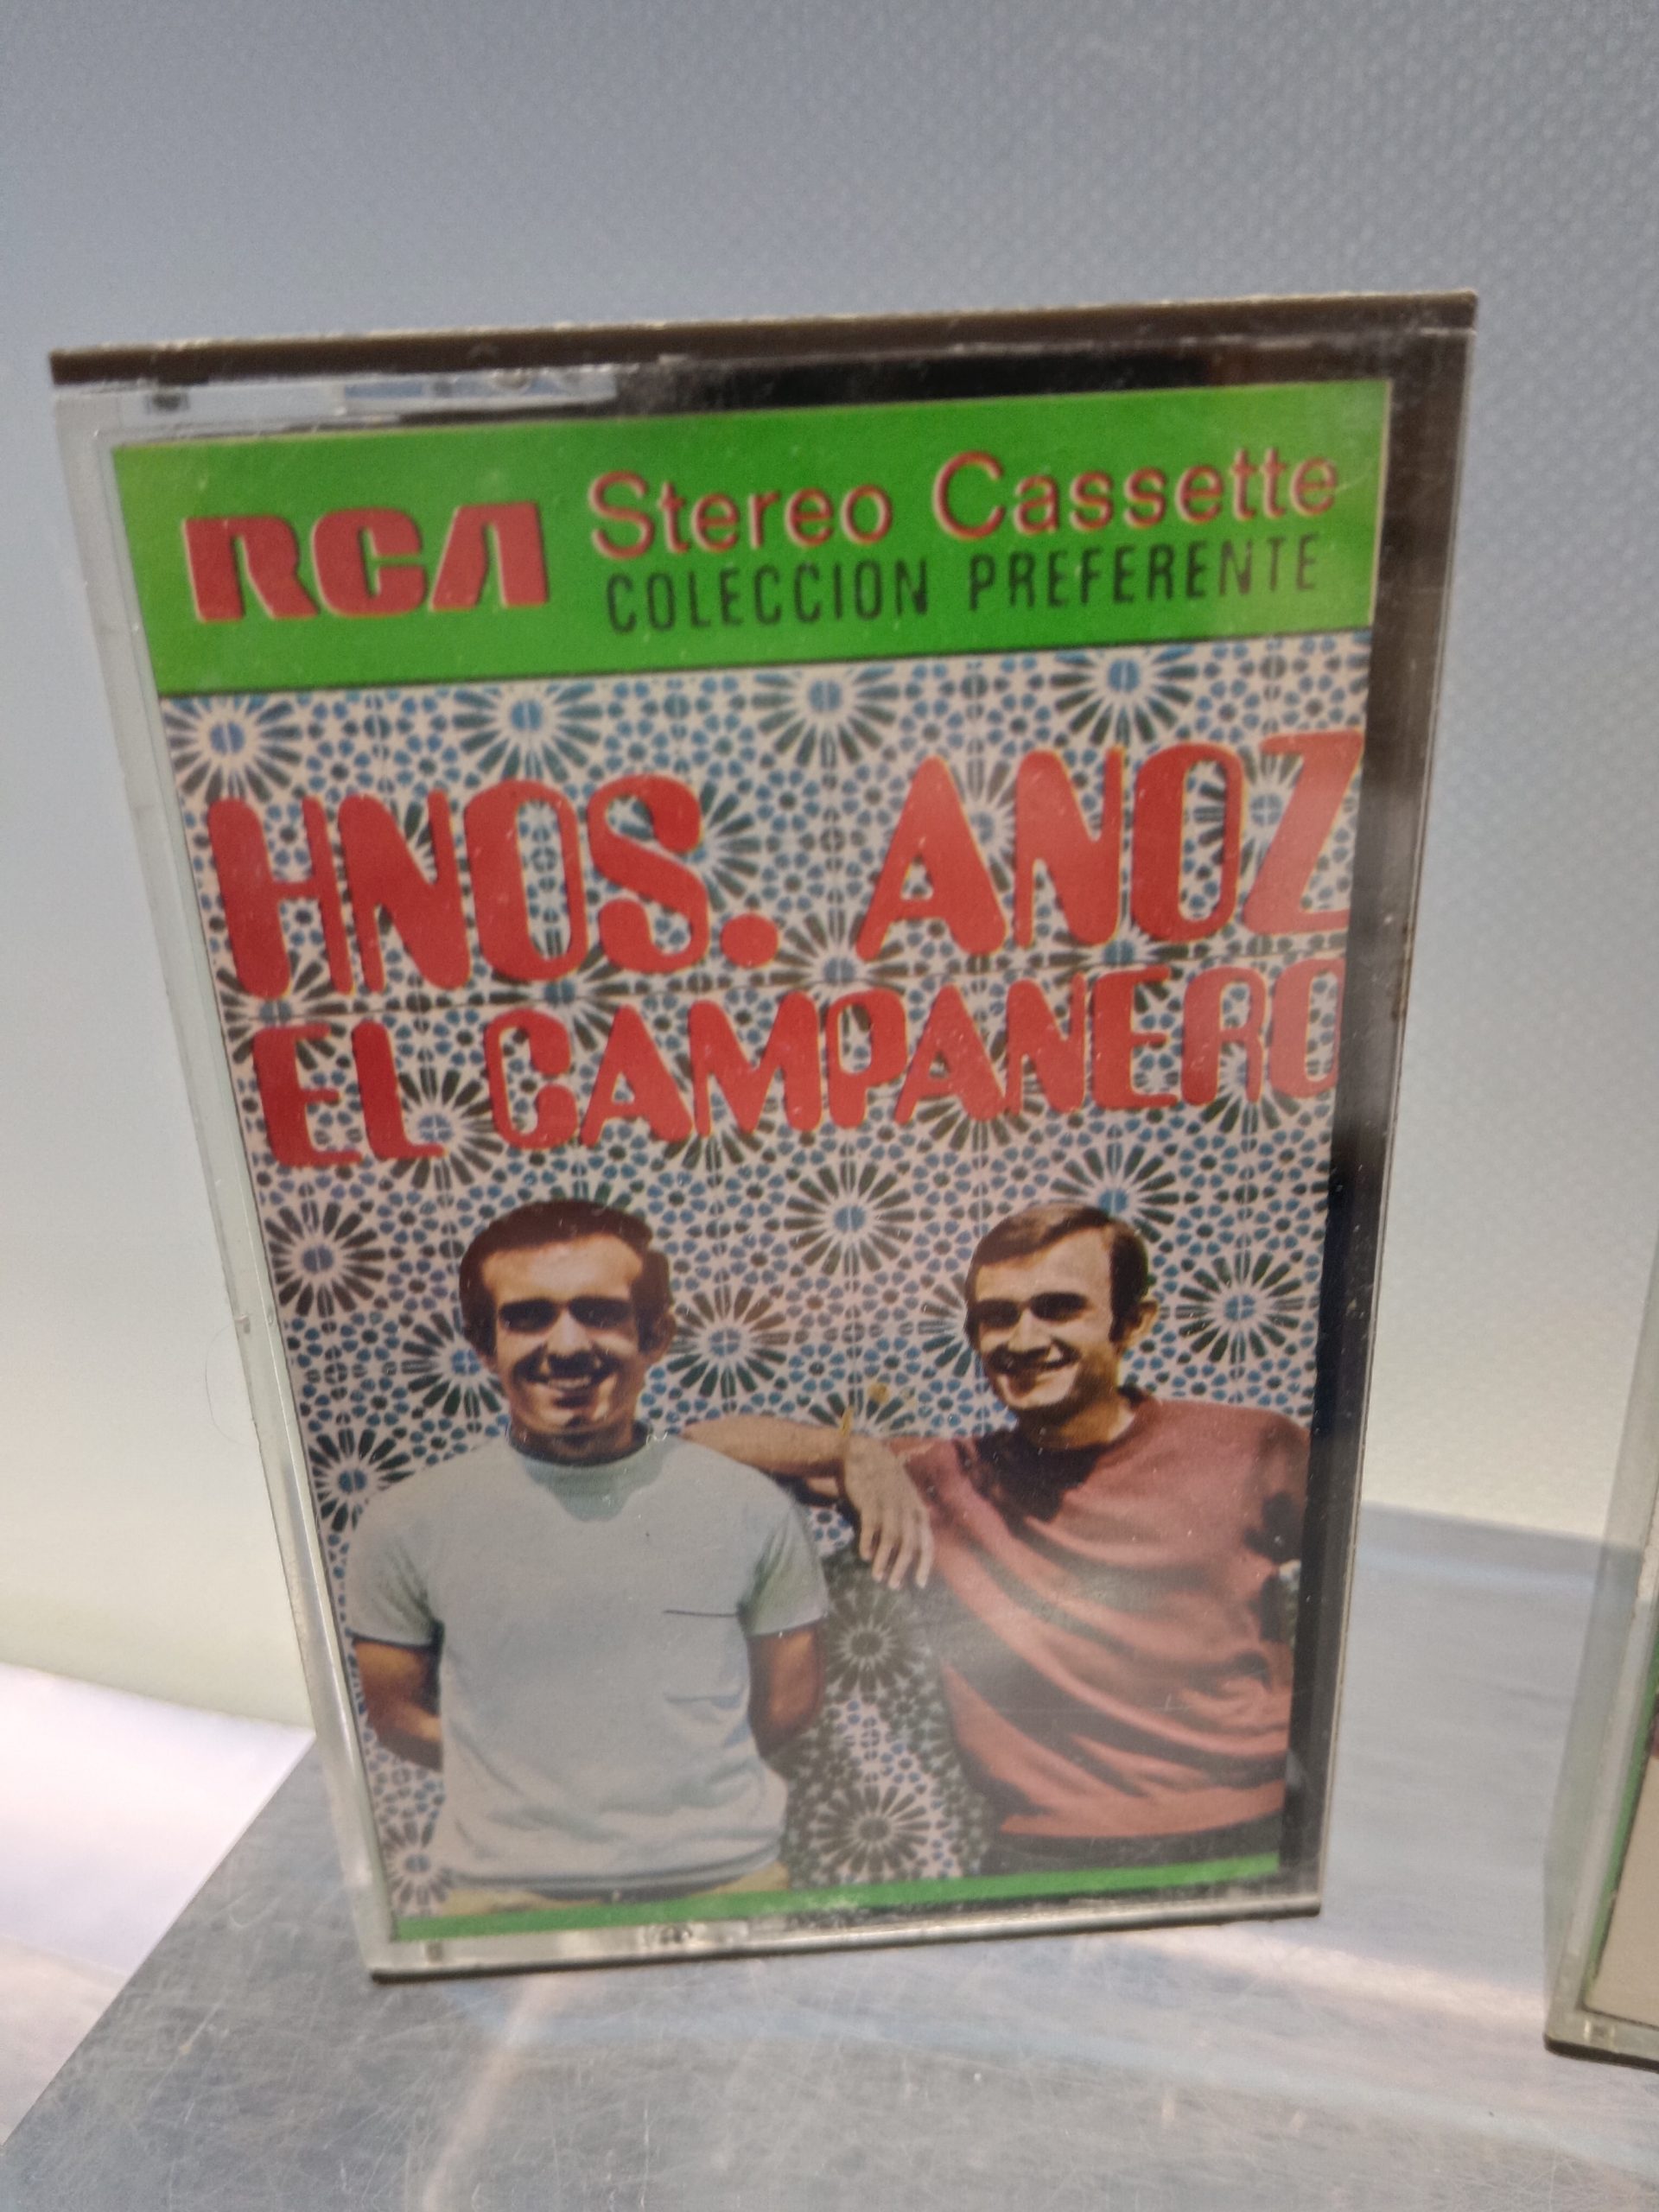 RCA Stereo Cassette
COLECCION PREFERENTE
HNOS. ANOZ
EL CAMPANERO